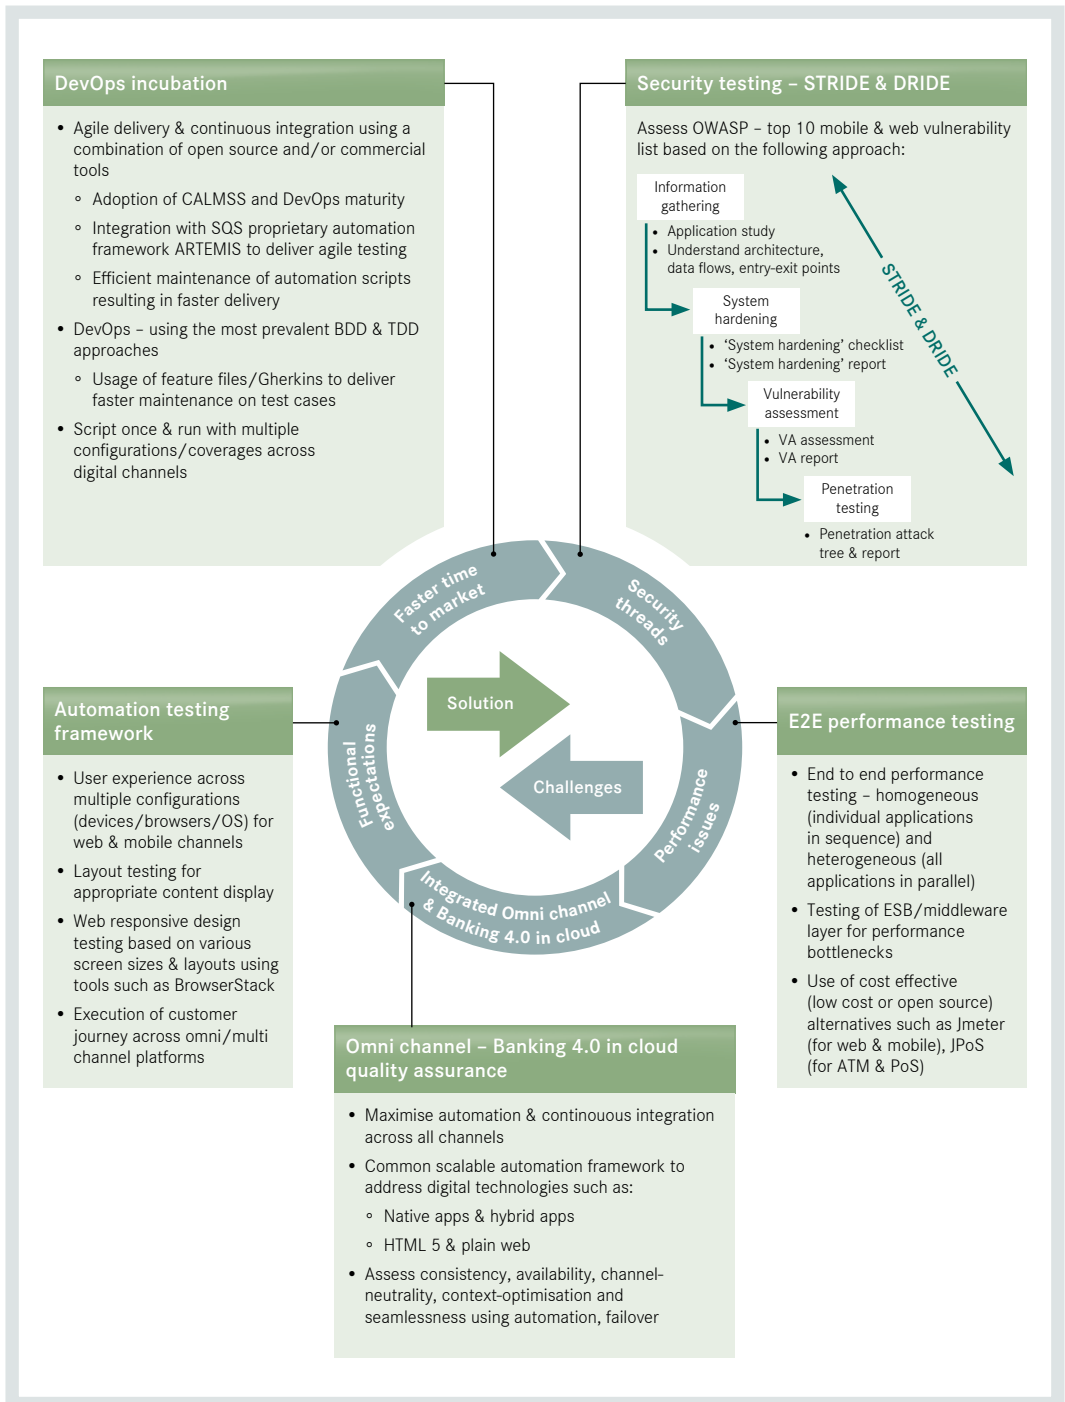 DevOps incubation
• Agile delivery & continuous integration using a
combination of open source and/or commercial
tools
° Adoption of CALMSS and DevOps maturity
° Integration with SQS proprietary automation
framework ARTEMIS to deliver agile testing
° Efficient maintenance of automation scripts
resulting in faster delivery
• DevOps – using the most prevalent BDD & TDD
approaches
° Usage of feature files/Gherkins to deliver
faster maintenance on test cases
• Script once & run with multiple
configurations/coverages across
digital channels
Security testing – STRIDE & DRIDE
Assess OWASP – top 10 mobile & web vulnerability
list based on the following approach:
Information
gathering
• Application study
• Understand architecture,
data flows, entry-exit points
System
hardening
• ‘System hardening’ checklist
• ‘System hardening’ report
Vulnerability
assessment
• VA assessment
• VA report
Penetration
testing
• Penetration attack
tree & report
STRIDE & DRIDE
Faster time
to market
Security
threads
Functional
expectations
Solution
Challenges
Performance
issues
Integrated Omni channel
& Banking 4.0 in cloud
Automation testing
framework
• User experience across
multiple configurations
(devices/browsers/OS) for
web & mobile channels
• Layout testing for
appropriate content display
• Web responsive design
testing based on various
screen sizes & layouts using
tools such as BrowserStack
• Execution of customer
journey across omni/multi
channel platforms
E2E performance testing
• End to end performance
testing – homogeneous
(individual applications
in sequence) and
heterogeneous (all
applications in parallel)
• Testing of ESB/middleware
layer for performance
bottlenecks
• Use of cost effective
(low cost or open source)
alternatives such as Jmeter
(for web & mobile), JPoS
(for ATM & PoS)
Omni channel – Banking 4.0 in cloud
quality assurance
• Maximise automation & continouous integration
across all channels
• Common scalable automation framework to
address digital technologies such as:
° Native apps & hybrid apps
° HTML 5 & plain web
• Assess consistency, availability, channel-
neutrality, context-optimisation and
seamlessness using automation, failover